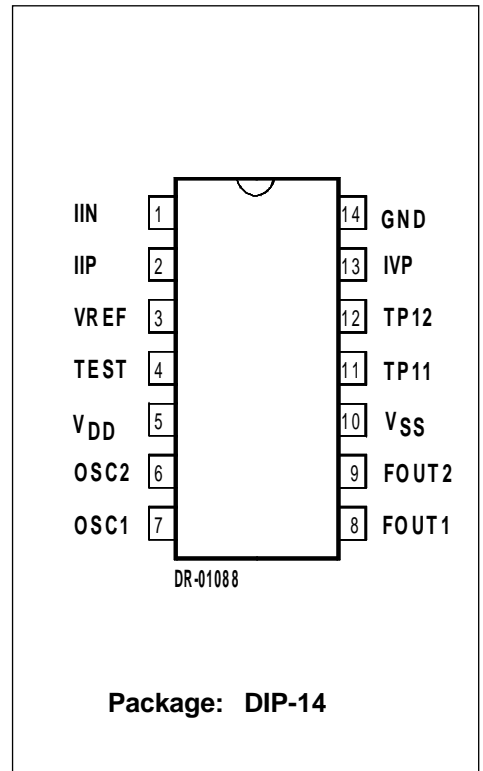 IIN 1 14 GND
IIP 2 13 IVP
VREF 3 12 TP12
TEST 4 11 TP11
VDD 5 10 VSS
OSC2 6 9 FOUT2
OSC1 7 8 FOUT1
DR-01088
Package: DIP-14